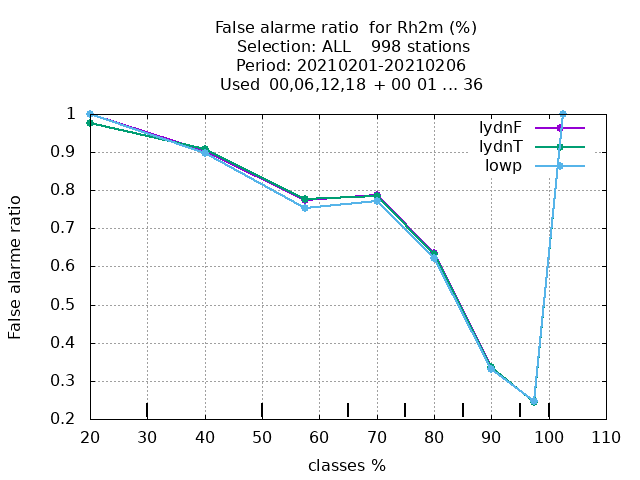 False alarme ratio  for Rh2m (%)
Selection: ALL    998 stations
Period: 20210201-20210206
Used  00,06,12,18  + 00 01 ... 36
lydnF
lydnT
lowp
False alarme ratio
1
0.9
0.8
0.7
0.6
0.5
0.4
0.3
0.2
20 30 40 50 60 70 80 90 100 110
classes %